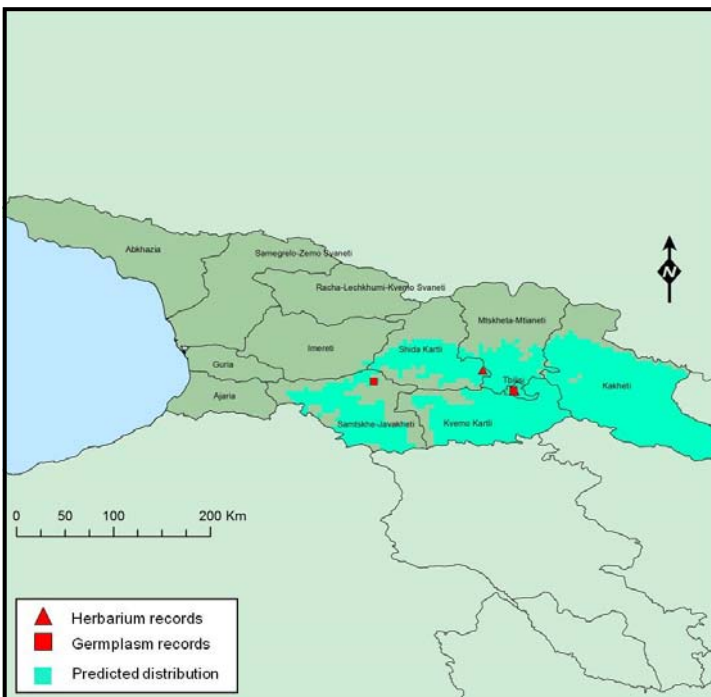 Abkhazia
Samegrelo-Zemo Svaneti
Racha-Lechkhumi-Kvemo Svaneti
Mtskheta-Mtianeti
Imereti
Shida Kartli
Guria
Tbilisi
Kakheti
Ajaria
Samtskhe-Javakheti
Kvemo Kartli
N
0 50 100 200 Km
Herbarium records
Germplasm records
Predicted distribution